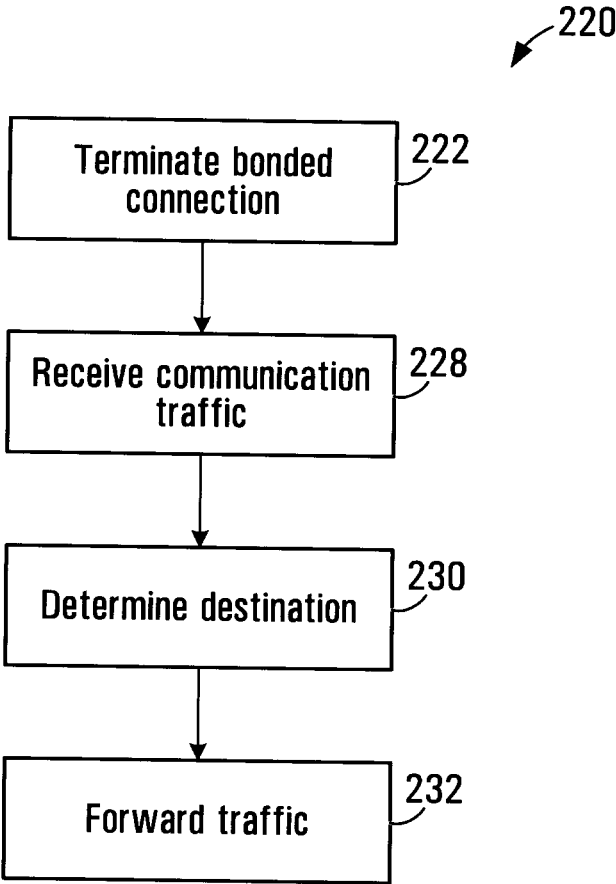 220
Terminate bonded
connection
222
Receive communication
traffic
228
Determine destination
230
Forward traffic
232